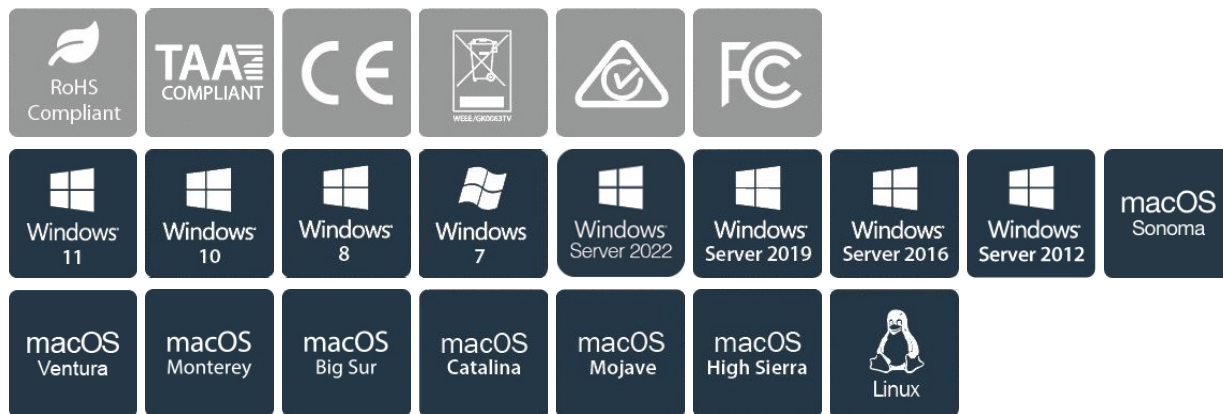 RoHS
Compliant
TAA
COMPLIANT
CE
WEEE/GK0063TV
FC
Windows
11
Windows
10
Windows
8
Windows
7
Windows
Server 2022
Windows
Server 2019
Windows
Server 2016
Windows
Server 2012
macOS
Sonoma
macOS
Ventura
macOS
Monterey
macOS
Big Sur
macOS
Catalina
macOS
Mojave
macOS
High Sierra
Linux